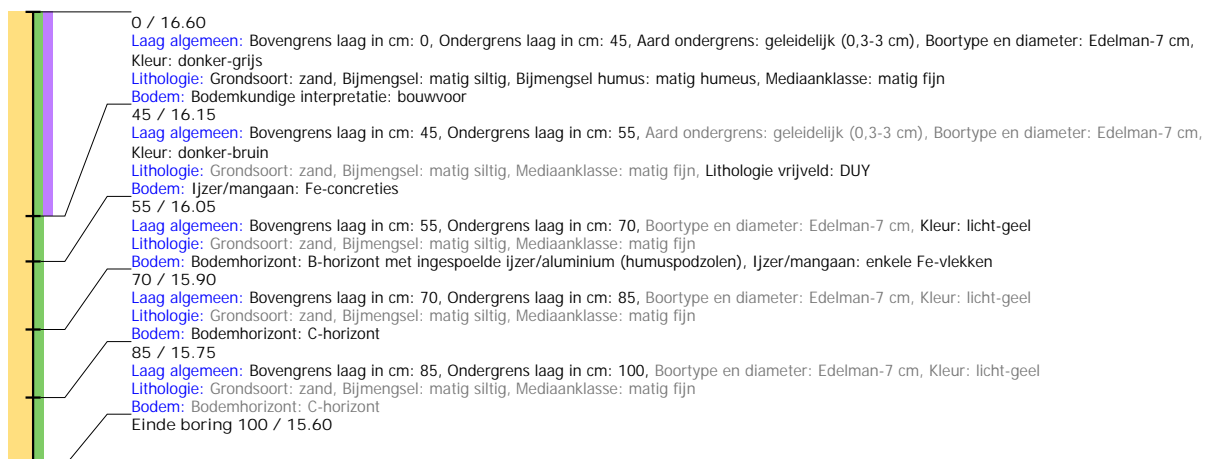 0 / 16.60
Laag algemeen: Bovengrens laag in cm: 0, Ondergrens laag in cm: 45, Aard ondergrens: geleidelijk (0,3-3 cm), Boortype en diameter: Edelman-7 cm,
Kleur: donker-grijs
Lithologie: Grondsoort: zand, Bijmengsel: matig siltig, Bijmengsel humus: matig humeus, Mediaanklasse: matig fijn
Bodem: Bodemkundige interpretatie: bouwvoor
45 / 16.15
Laag algemeen: Bovengrens laag in cm: 45, Ondergrens laag in cm: 55, Aard ondergrens: geleidelijk (0,3-3 cm), Boortype en diameter: Edelman-7 cm,
Kleur: donker-bruin
Lithologie: Grondsoort: zand, Bijmengsel: matig siltig, Mediaanklasse: matig fijn, Lithologie vrijveld: DUY
Bodem: Ijzer/mangaan: Fe-concreties
55 / 16.05
Laag algemeen: Bovengrens laag in cm: 55, Ondergrens laag in cm: 70, Boortype en diameter: Edelman-7 cm, Kleur: licht-geel
Lithologie: Grondsoort: zand, Bijmengsel: matig siltig, Mediaanklasse: matig fijn
Bodem: Bodemhorizont: B-horizont met ingespoelde ijzer/aluminium (humuspodzolen), Ijzer/mangaan: enkele Fe-vlekken
70 / 15.90
Laag algemeen: Bovengrens laag in cm: 70, Ondergrens laag in cm: 85, Boortype en diameter: Edelman-7 cm, Kleur: licht-geel
Lithologie: Grondsoort: zand, Bijmengsel: matig siltig, Mediaanklasse: matig fijn
Bodem: Bodemhorizont: C-horizont
85 / 15.75
Laag algemeen: Bovengrens laag in cm: 85, Ondergrens laag in cm: 100, Boortype en diameter: Edelman-7 cm, Kleur: licht-geel
Lithologie: Grondsoort: zand, Bijmengsel: matig siltig, Mediaanklasse: matig fijn
Bodem: Bodemhorizont: C-horizont
Einde boring 100 / 15.60